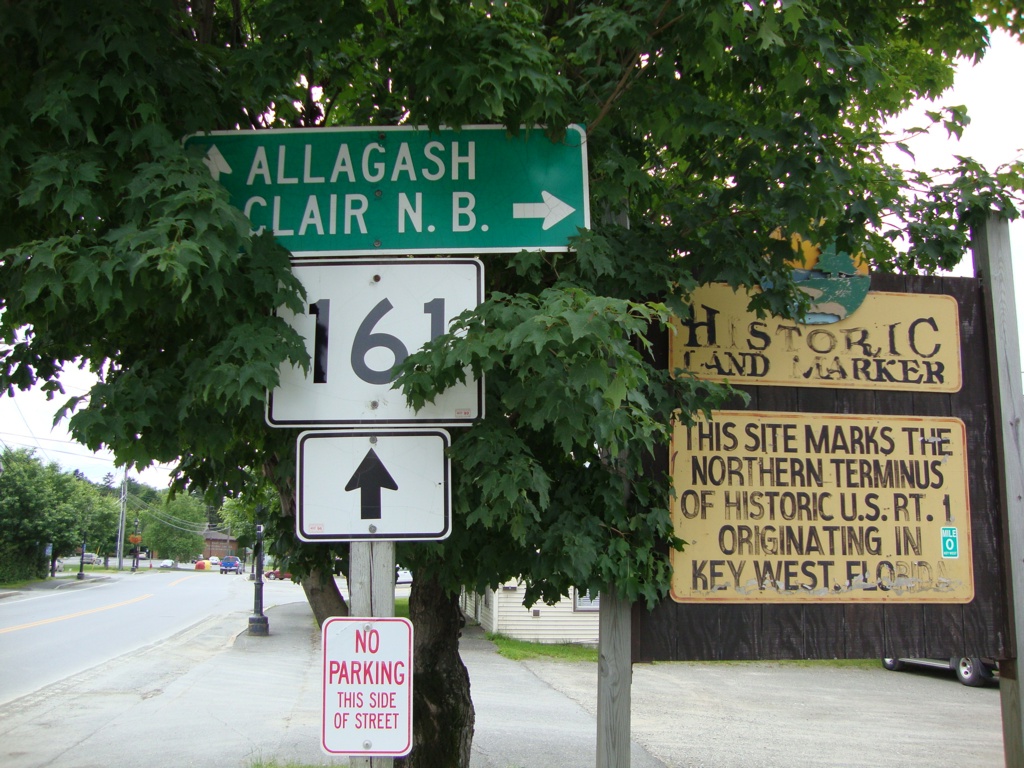 ALLAGASH
CLAIR N. B.
161
NO
PARKING
THIS SIDE
OF STREET
HISTORIC
LAND MARKER
THIS SITE MARKS THE
NORTHERN TERMINUS
OF HISTORIC U.S. RT. 1
ORIGINATING IN
KEY WEST, FLORIDA
MILE
0